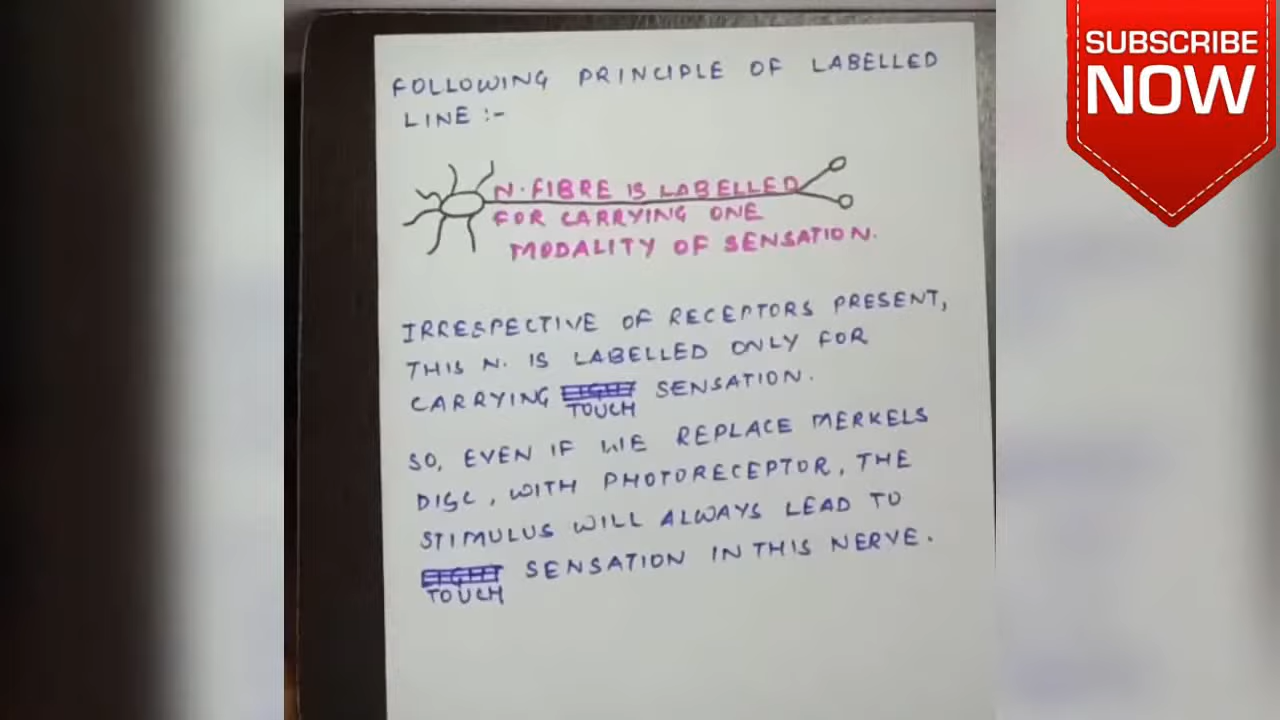 FOLLOWING PRINCIPLE OF LABELLED
LINE :-
N. FIBRE IS LABELLED
FOR CARRYING ONE
MODALITY OF SENSATION.
IRRESPECTIVE OF RECEPTORS PRESENT,
THIS N. IS LABELLED ONLY FOR
CARRYING LIGHT SENSATION.
TOUCH
SO, EVEN IF WE REPLACE MERKELS
DISC, WITH PHOTORECEPTOR, THE
STIMULUS WILL ALWAYS LEAD TO
LIGHT SENSATION IN THIS NERVE.
TOUCH
SUBSCRIBE
NOW